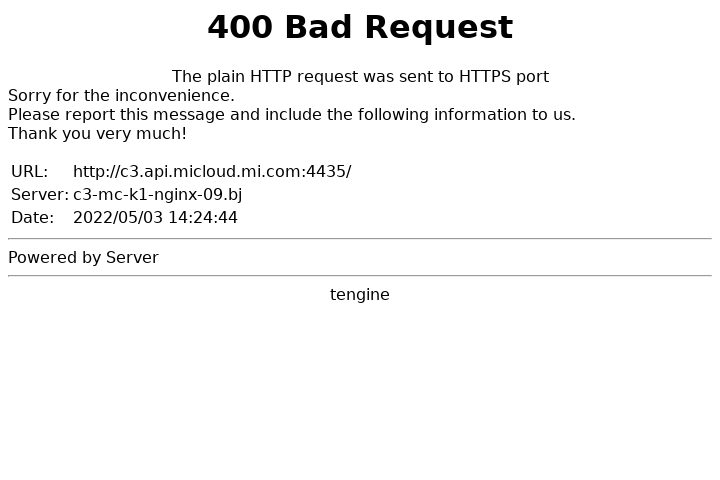 400 Bad Request
The plain HTTP request was sent to HTTPS port
Sorry for the inconvenience.
Please report this message and include the following information to us.
Thank you very much!
URL: http://c3.api.micloud.mi.com:4435/
Server: c3-mc-k1-nginx-09.bj
Date: 2022/05/03 14:24:44
Powered by Server
tengine